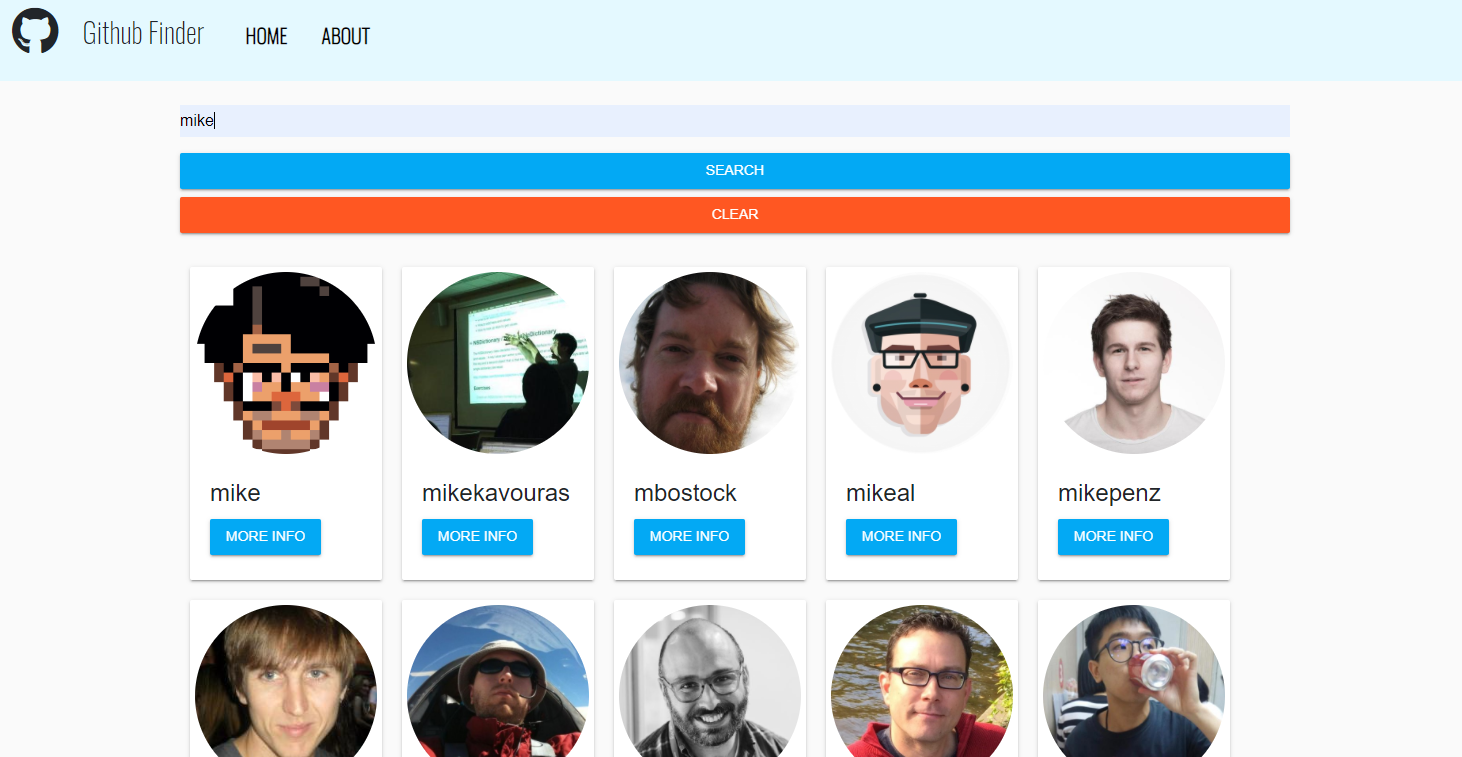 Github Finder HOME ABOUT
mike
SEARCH
CLEAR
mike mikekavouras mbostock mikeal mikepenz
MORE INFO MORE INFO MORE INFO MORE INFO MORE INFO